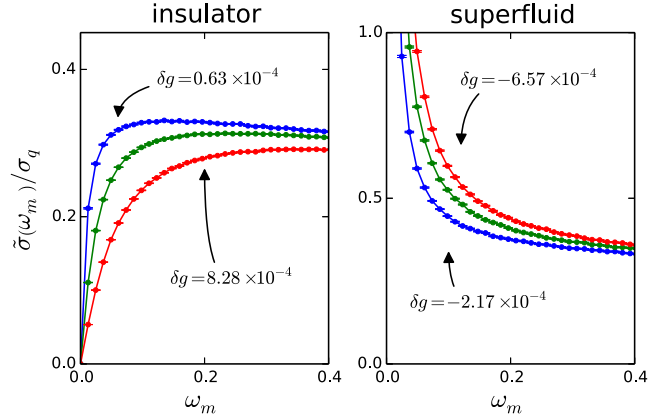 insulator
superfluid
σ̃(ω_m)/σ_q
0.4
0.2
0.0
δg = 0.63 ×10⁻⁴
δg = 8.28 ×10⁻⁴
0.0 0.2 0.4
ω_m
1.0
0.5
0.0
δg = −6.57 ×10⁻⁴
δg = −2.17 ×10⁻⁴
0.0 0.2 0.4
ω_m